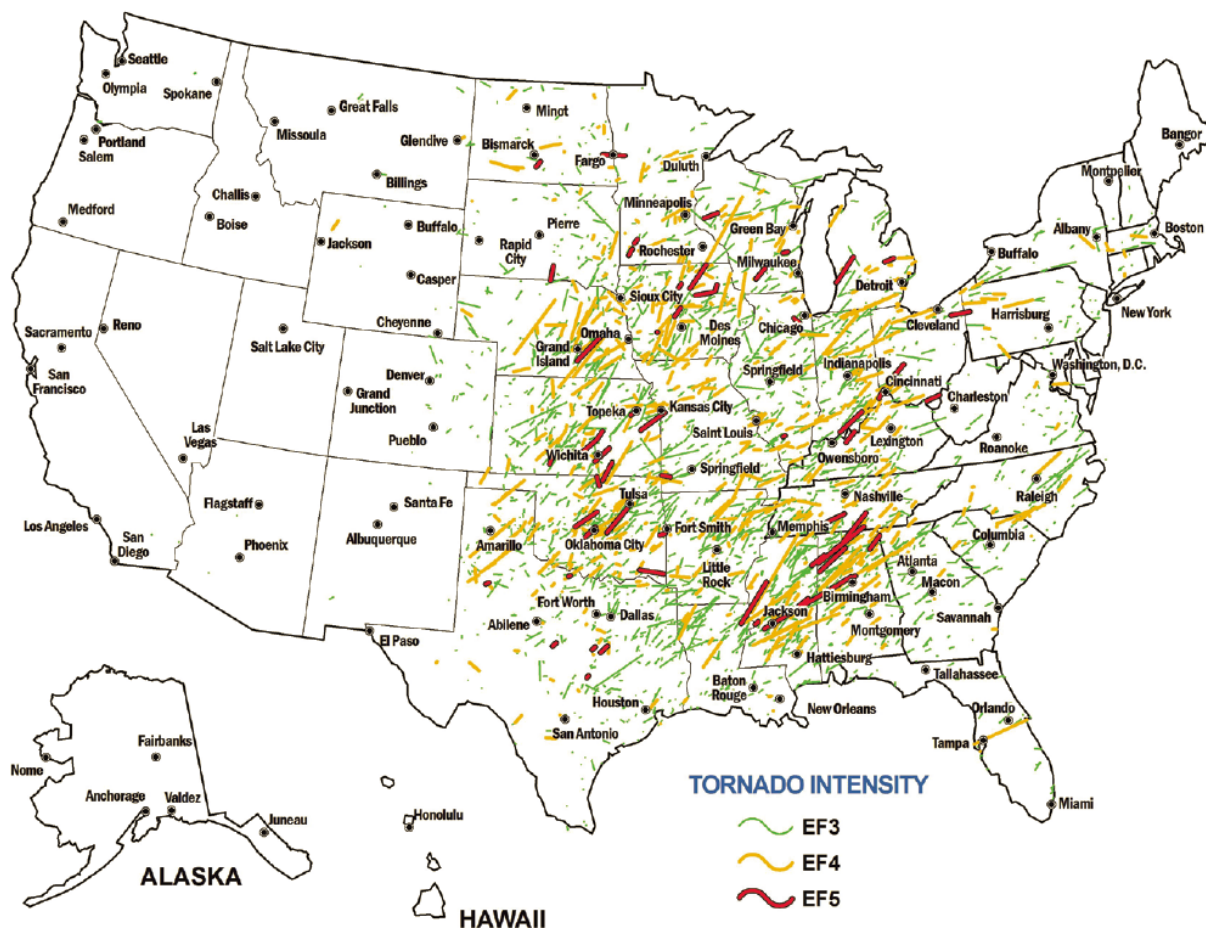 Seattle
Olympia
Spokane
Portland
Salem
Medford
Great Falls
Missoula
Glendive
Billings
Challis
Boise
Minot
Bismarck
Fargo
Duluth
Minneapolis
Buffalo
Jackson
Casper
Cheyenne
Pierre
Rapid
City
Rochester
Green Bay
Milwaukee
Bangor
Montpelier
Albany
Boston
Buffalo
Detroit
Sacramento
Reno
San
Francisco
Salt Lake City
Sioux City
Omaha
Grand
Island
Des
Moines
Chicago
Cleveland
Harrisburg
New York
Denver
Grand
Junction
Pueblo
Springfield
Indianapolis
Cincinnati
Washington, D.C.
Charleston
Las
Vegas
Topeka
Kansas City
Saint Louis
Lexington
Owensboro
Roanoke
Wichita
Springfield
Los Angeles
San
Diego
Flagstaff
Phoenix
Santa Fe
Albuquerque
Amarillo
Tulsa
Oklahoma City
Fort Smith
Little
Rock
Memphis
Nashville
Raleigh
Columbia
Atlanta
Macon
Savannah
El Paso
Abilene
Fort Worth
Dallas
Jackson
Birmingham
Montgomery
Hattiesburg
Tallahassee
Baton
Rouge
New Orleans
Houston
San Antonio
Orlando
Tampa
Miami
Nome
Fairbanks
Anchorage
Valdez
Juneau
ALASKA
Honolulu
HAWAII
TORNADO INTENSITY
EF3
EF4
EF5